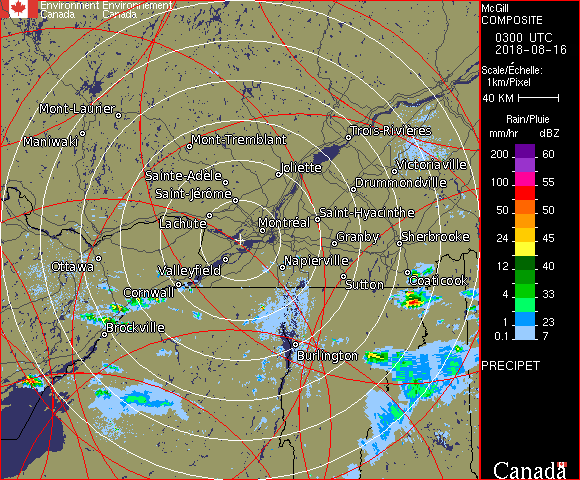 Environment Environnement
Canada Canada
McGill
COMPOSITE
0300 UTC
2018-08-16
Scale/Échelle:
1km/Pixel
40 KM
Rain/Pluie
mm/hr dBZ
200 60
100 55
50 50
24 45
12 40
4 33
1 23
0.1 7
PRECIPET
Canada
Mont-Laurier
Maniwaki
Mont-Tremblant
Trois-Rivières
Joliette
Victoriaville
Sainte-Adèle
Drummondville
Saint-Jérôme
Lachute
Saint-Hyacinthe
Montréal
Granby
Sherbrooke
Ottawa
Valleyfield
Napierville
Cornwall
Sutton
Coaticook
Brockville
Burlington